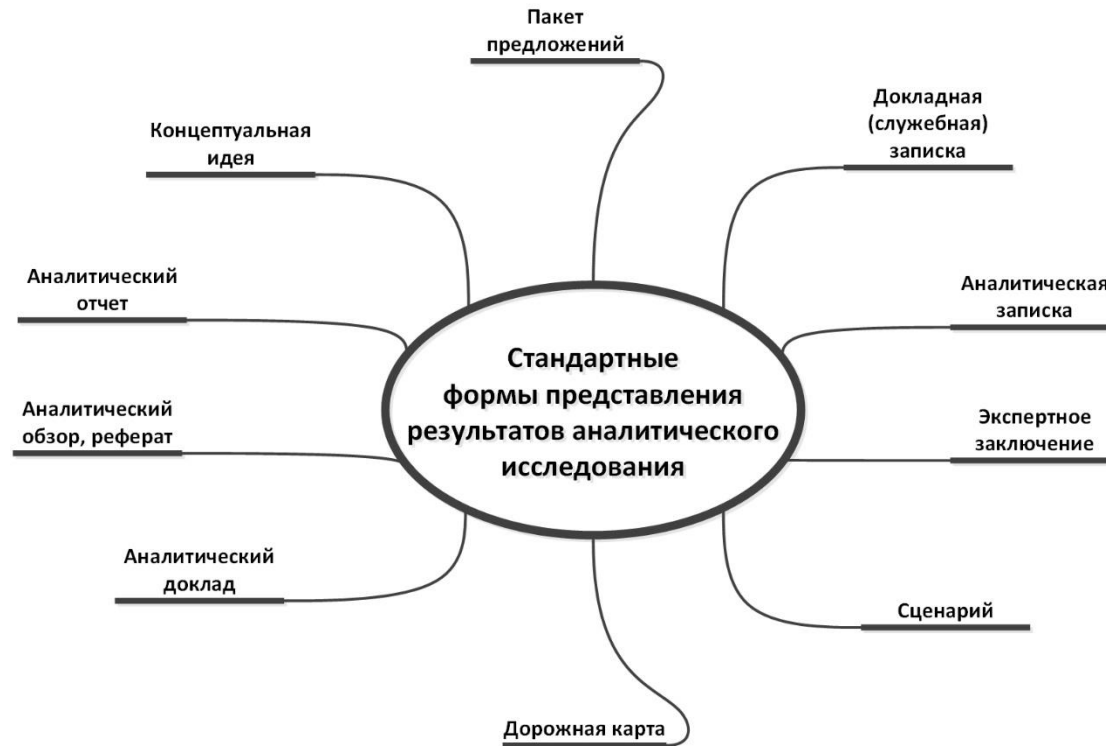 Пакет
предложений
Докладная
(служебная)
записка
Концептуальная
идея
Аналитический
отчет
Аналитическая
записка
Стандартные
формы представления
результатов аналитического
исследования
Аналитический
обзор, реферат
Экспертное
заключение
Аналитический
доклад
Сценарий
Дорожная карта